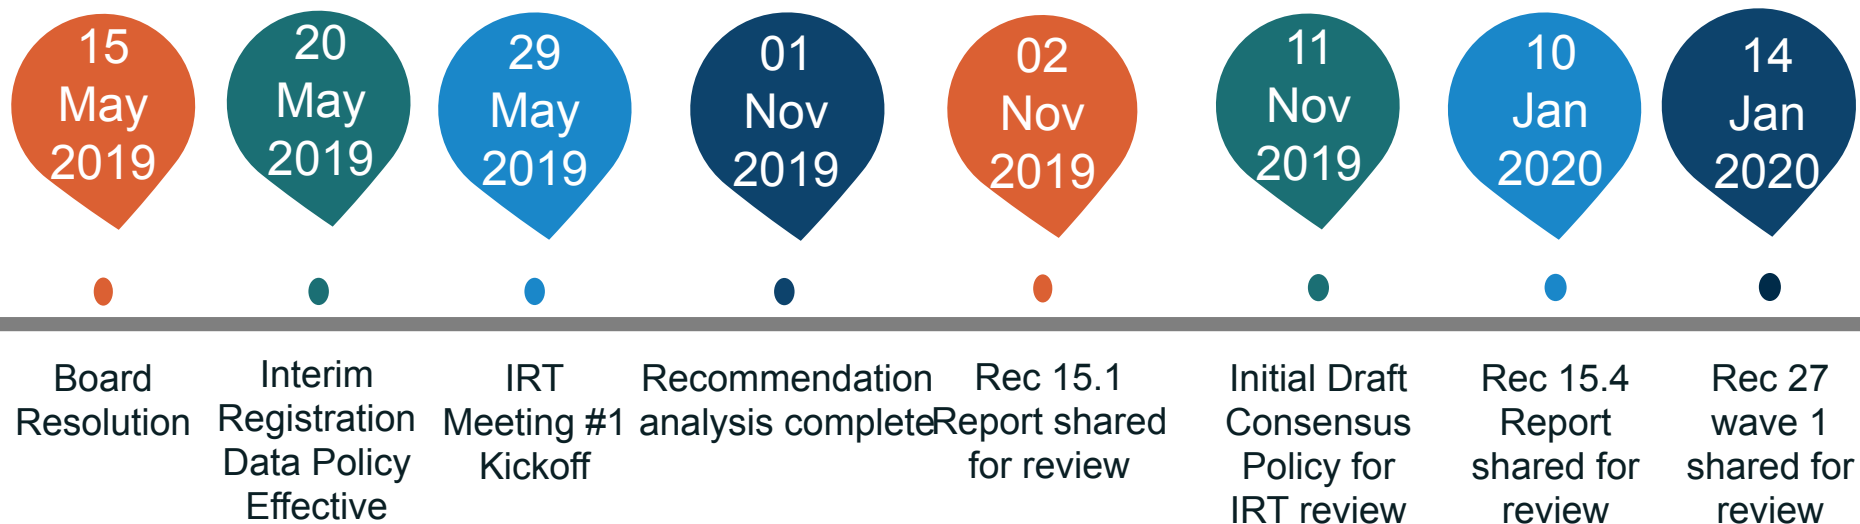 15
May
2019
20
May
2019
29
May
2019
01
Nov
2019
02
Nov
2019
11
Nov
2019
10
Jan
2020
14
Jan
2020
Board
Resolution
Interim
Registration
Data Policy
Effective
IRT
Meeting #1
Kickoff
Recommendation
analysis complete
Rec 15.1
Report shared
for review
Initial Draft
Consensus
Policy for
IRT review
Rec 15.4
Report
shared for
review
Rec 27
wave 1
shared for
review